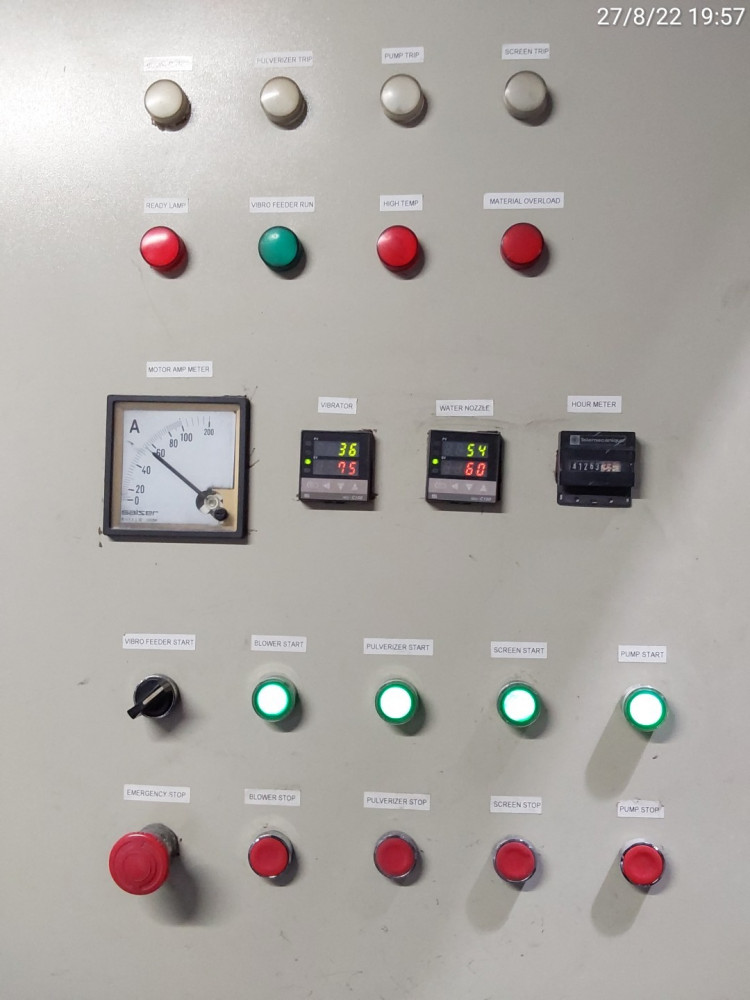 27/8/22 19:57
PULVERIZER TRIP
PUMP TRIP
SCREEN TRIP
READY LAMP
VIBRO FEEDER RUN
HIGH TEMP
MATERIAL OVERLOAD
MOTOR AMP METER
VIBRATOR
WATER NOZZLE
HOUR METER
A
0
20
40
60
80
100
200
PV
36
75
PV
54
60
VIBRO FEEDER START
BLOWER START
PULVERIZER START
SCREEN START
PUMP START
EMERGENCY STOP
BLOWER STOP
PULVERIZER STOP
SCREEN STOP
PUMP STOP